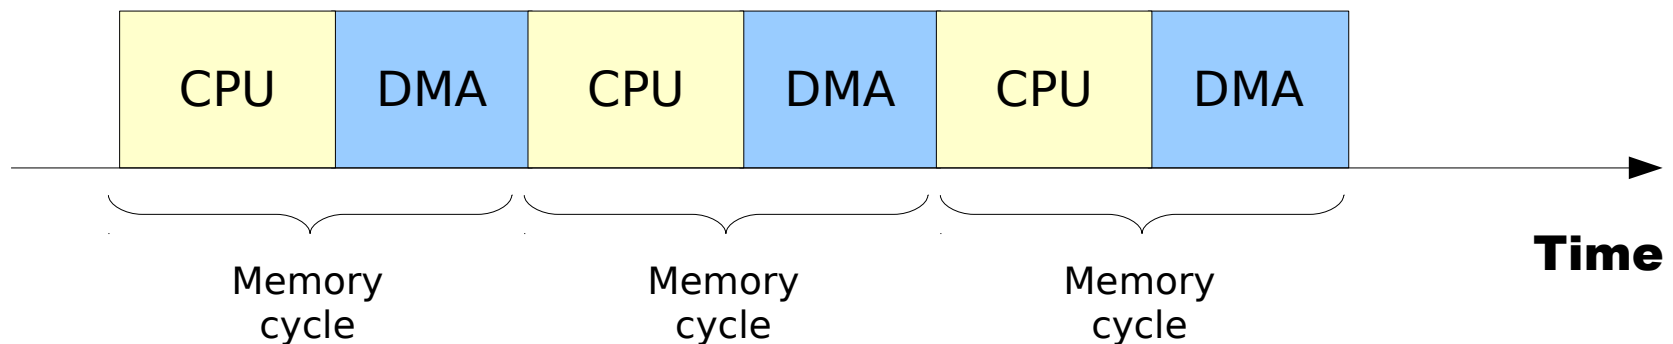 CPU DMA CPU DMA CPU DMA
Time
Memory Memory Memory
cycle cycle cycle